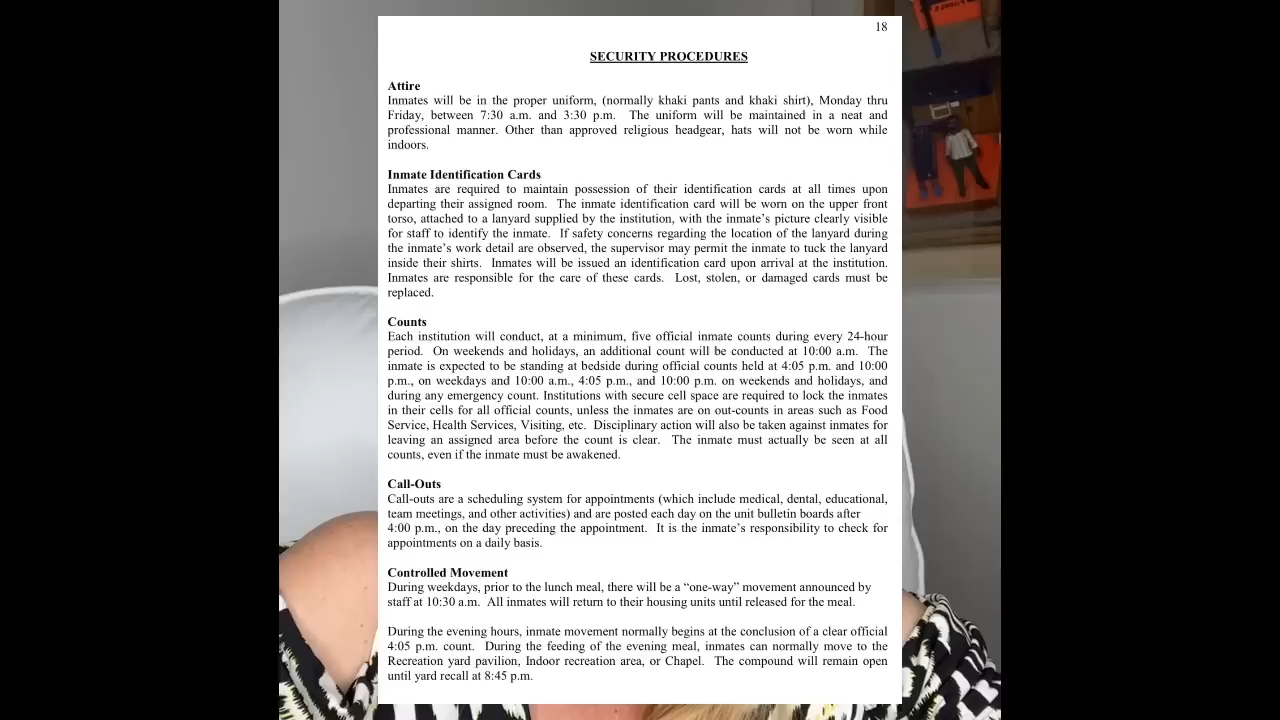 18
SECURITY PROCEDURES
Attire
Inmates will be in the proper uniform, (normally khaki pants and khaki shirt), Monday thru
Friday, between 7:30 a.m. and 3:30 p.m. The uniform will be maintained in a neat and
professional manner. Other than approved religious headgear, hats will not be worn while
indoors.
Inmate Identification Cards
Inmates are required to maintain possession of their identification cards at all times upon
departing their assigned room. The inmate identification card will be worn on the upper front
torso, attached to a lanyard supplied by the institution, with the inmate's picture clearly visible
for staff to identify the inmate. If safety concerns regarding the location of the lanyard during
the inmate's work detail are observed, the supervisor may permit the inmate to tuck the lanyard
inside their shirts. Inmates will be issued an identification card upon arrival at the institution.
Inmates are responsible for the care of these cards. Lost, stolen, or damaged cards must be
replaced.
Counts
Each institution will conduct, at a minimum, five official inmate counts during every 24-hour
period. On weekends and holidays, an additional count will be conducted at 10:00 a.m. The
inmate is expected to be standing at bedside during official counts held at 4:05 p.m. and 10:00
p.m., on weekdays and 10:00 a.m., 4:05 p.m., and 10:00 p.m. on weekends and holidays, and
during any emergency count. Institutions with secure cell space are required to lock the inmates
in their cells for all official counts, unless the inmates are on out-counts in areas such as Food
Service, Health Services, Visiting, etc. Disciplinary action will also be taken against inmates for
leaving an assigned area before the count is clear. The inmate must actually be seen at all
counts, even if the inmate must be awakened.
Call-Outs
Call-outs are a scheduling system for appointments (which include medical, dental, educational,
team meetings, and other activities) and are posted each day on the unit bulletin boards after
4:00 p.m., on the day preceding the appointment. It is the inmate's responsibility to check for
appointments on a daily basis.
Controlled Movement
During weekdays, prior to the lunch meal, there will be a “one-way” movement announced by
staff at 10:30 a.m. All inmates will return to their housing units until released for the meal.
During the evening hours, inmate movement normally begins at the conclusion of a clear official
4:05 p.m. count. During the feeding of the evening meal, inmates can normally move to the
Recreation yard pavilion, Indoor recreation area, or Chapel. The compound will remain open
until yard recall at 8:45 p.m.